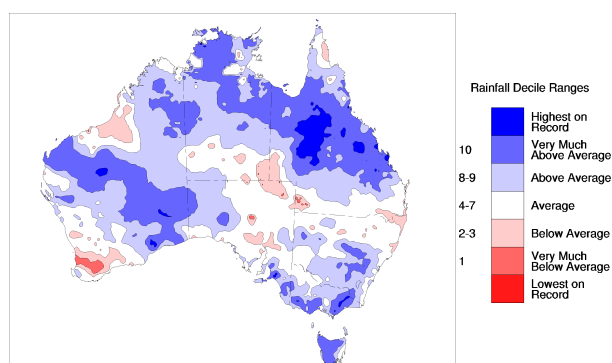 Rainfall Decile Ranges
Highest on
Record
10
Very Much
Above Average
8-9
Above Average
4-7
Average
2-3
Below Average
1
Very Much
Below Average
Lowest on
Record